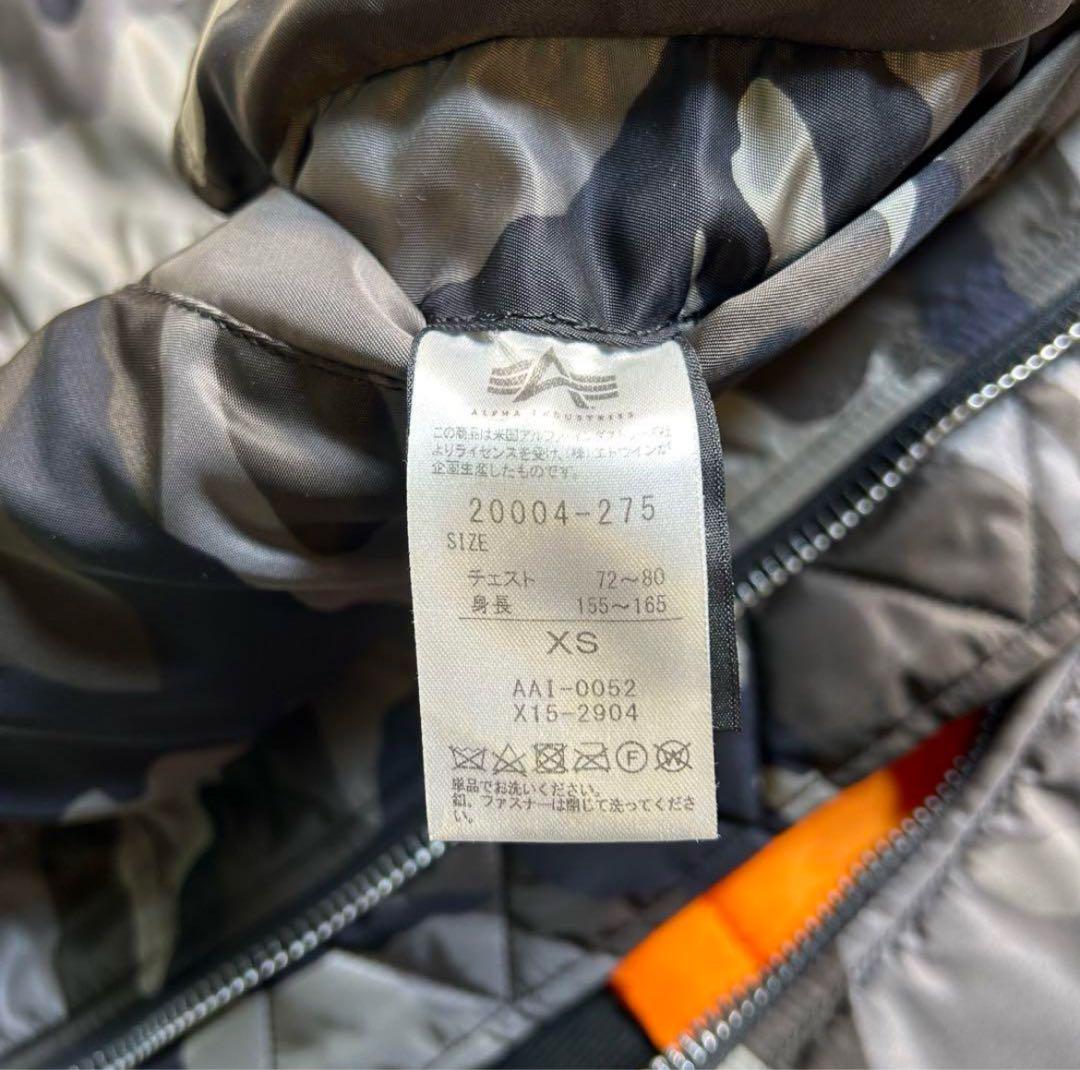 ALPHA INDUSTRIES
この商品は米国アルファ インダストリーズ社
よりライセンスを受け、(株)エドウインが
企画生産したものです。
20004-275
SIZE
チェスト 72～80
身長 155～165
XS
AAI-0052
X15-2904
F W
単品でお洗いください。
釦、ファスナーは閉じて洗ってくださ
い。